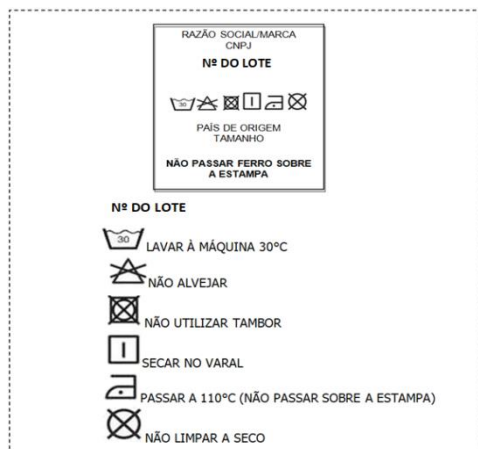 RAZÃO SOCIAL/MARCA
CNPJ
Nº DO LOTE
30
PAÍS DE ORIGEM
TAMANHO
NÃO PASSAR FERRO SOBRE
A ESTAMPA
Nº DO LOTE
30 LAVAR À MÁQUINA 30°C
NÃO ALVEJAR
NÃO UTILIZAR TAMBOR
SECAR NO VARAL
PASSAR A 110°C (NÃO PASSAR SOBRE A ESTAMPA)
NÃO LIMPAR A SECO